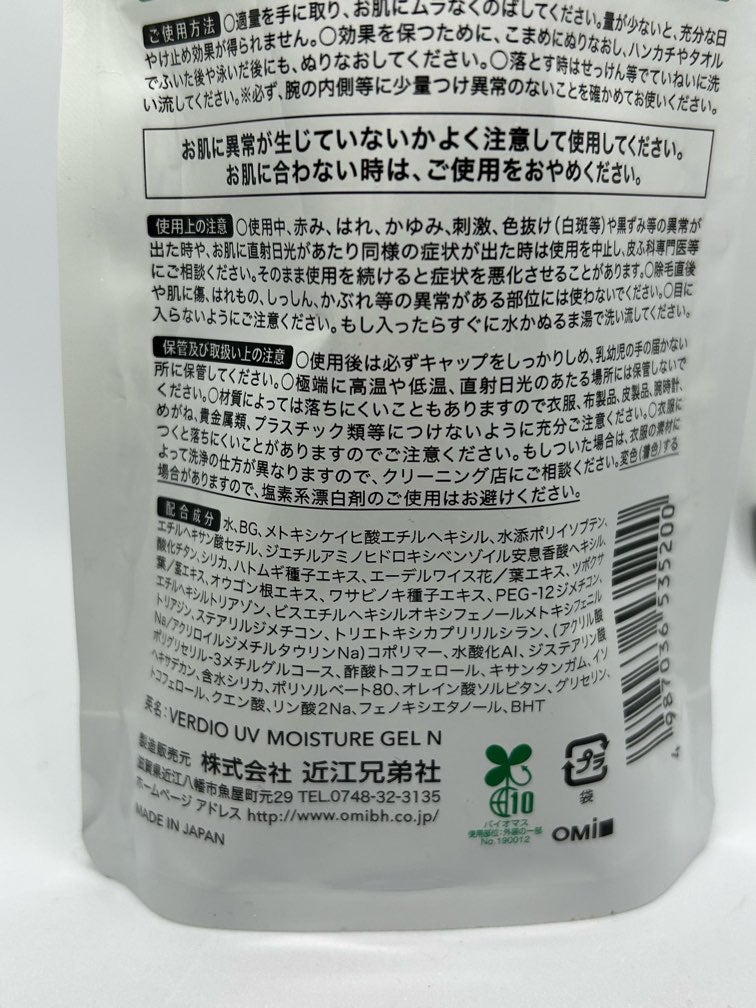 ご使用方法 ○適量を手に取り、お肌にムラなくのばしてください。量が少ないと、充分な日
やけ止め効果が得られません。○効果を保つために、こまめにぬりなおし、ハンカチやタオル
でふいた後や泳いだ後にも、ぬりなおしてください。○落とす時はせっけん等でていねいに洗
い流してください。※必ず、腕の内側等に少量つけ異常のないことを確かめてお使いください。
お肌に異常が生じていないかよく注意して使用してください。
お肌に合わない時は、ご使用をおやめください。
使用上の注意 ○使用中、赤み、はれ、かゆみ、刺激、色抜け(白斑等)や黒ずみ等の異常が
出た時や、お肌に直射日光があたり同様の症状が出た時は使用を中止し、皮ふ科専門医等
にご相談ください。そのまま使用を続けると症状を悪化させることがあります。○除毛直後
や肌に傷、はれもの、しっしん、かぶれ等の異常がある部位には使わないでください。○目に
入らないようにご注意ください。もし入ったらすぐに水かぬるま湯で洗い流してください。
保管及び取扱い上の注意 ○使用後は必ずキャップをしっかりしめ、乳幼児の手の届かない
所に保管してください。○極端に高温や低温、直射日光のあたる場所には保管しないで
ください。○材質によっては落ちにくいこともありますので衣服、布製品、皮製品、腕時計、
めがね、貴金属類、プラスチック類等につけないように充分ご注意ください。○衣服に
つくと落ちにくいことがありますのでご注意ください。もしついた場合は、衣服の素材に
よって洗浄の仕方が異なりますので、クリーニング店にご相談ください。変色(着色)する
場合がありますので、塩素系漂白剤のご使用はお避けください。
配合成分 水、BG、メトキシケイヒ酸エチルヘキシル、水添ポリイソブテン、
エチルヘキサン酸セチル、ジエチルアミノヒドロキシベンゾイル安息香酸ヘキシル、
酸化チタン、シリカ、ハトムギ種子エキス、エーデルワイス花/葉エキス、ツボクサ
葉/茎エキス、オウゴン根エキス、ワサビノキ種子エキス、PEG-12ジメチコン、
エチルヘキシルトリアゾン、ビスエチルヘキシルオキシフェノールメトキシフェニル
トリアジン、ステアリルジメチコン、トリエトキシカプリリルシラン、(アクリル酸
Na/アクリロイルジメチルタウリンNa)コポリマー、水酸化Al、ジステアリン酸
ポリグリセリル-3メチルグルコース、酢酸トコフェロール、キサンタンガム、イソ
ヘキサデカン、含水シリカ、ポリソルベート80、オレイン酸ソルビタン、グリセリン、
トコフェロール、クエン酸、リン酸2Na、フェノキシエタノール、BHT
英名:VERDIO UV MOISTURE GEL N
製造販売元 株式会社 近江兄弟社
滋賀県近江八幡市魚屋町元29 TEL.0748-32-3135
ホームページ アドレス http://www.omibh.co.jp/
MADE IN JAPAN
4 987036 535200
10
バイオマス
使用部位:外装の一部
No.190012
プラ
袋
OMi